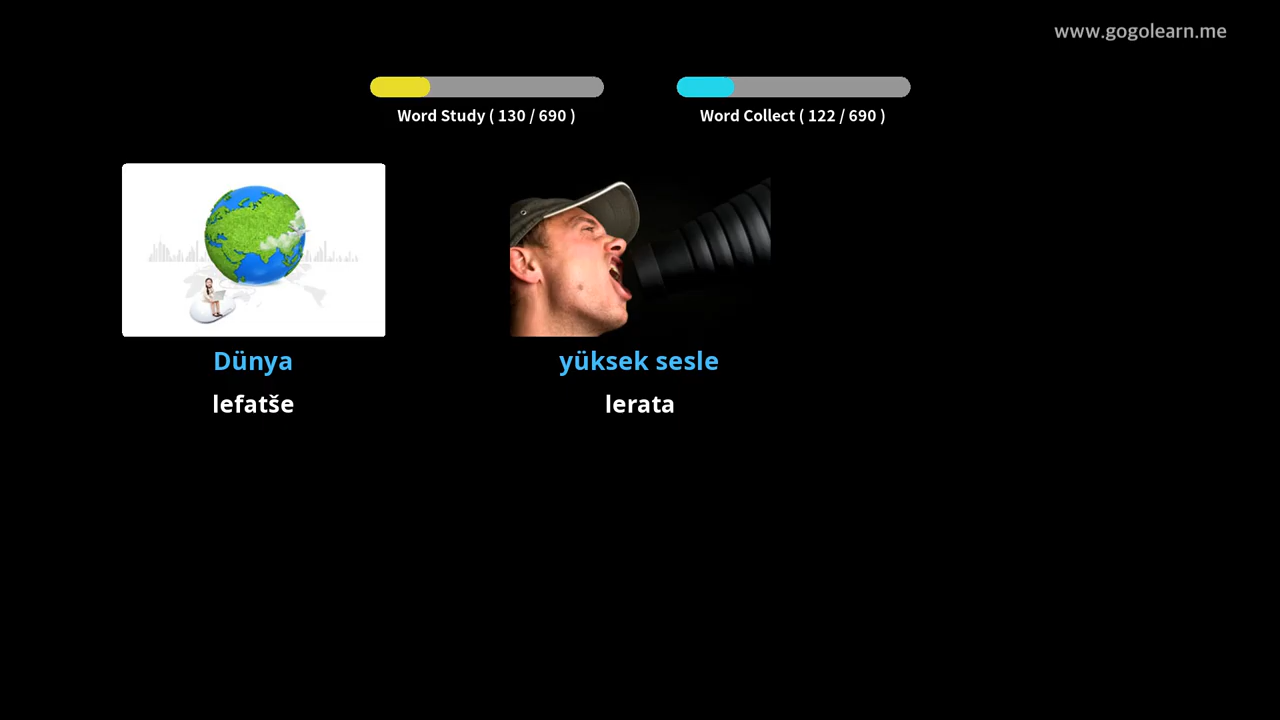 www.gogolearn.me
Word Study ( 130 / 690 )
Word Collect ( 122 / 690 )
Dünya
lefatše
yüksek sesle
lerata